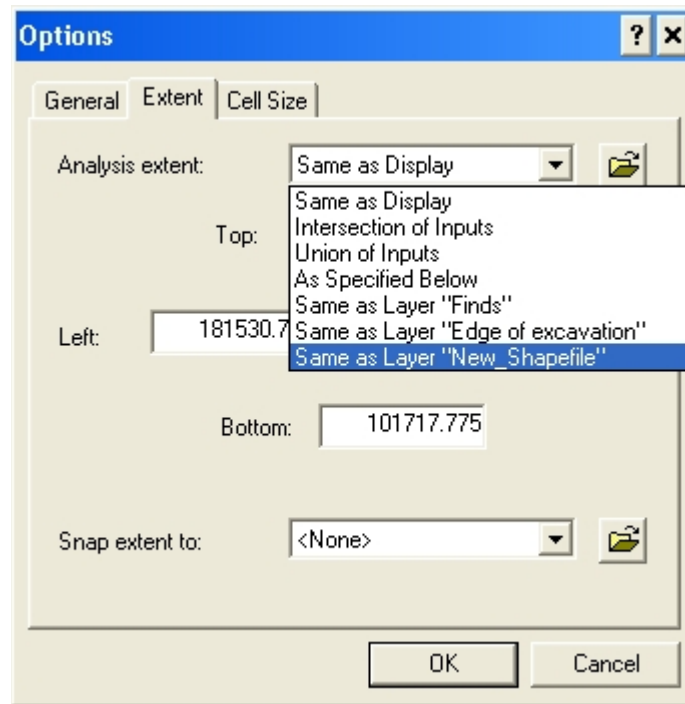 Options
General Extent Cell Size
Analysis extent: Same as Display
Same as Display
Intersection of Inputs
Union of Inputs
As Specified Below
Same as Layer "Finds"
Same as Layer "Edge of excavation"
Same as Layer "New_Shapefile"
Top:
Left: 181530.7
Bottom: 101717.775
Snap extent to: <None>
OK Cancel